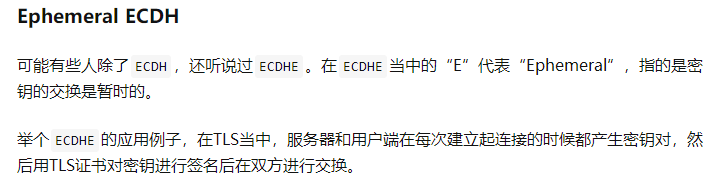 Ephemeral ECDH
可能有些人除了 ECDH ，还听说过 ECDHE 。在 ECDHE 当中的“E”代表“Ephemeral“，指的是密
钥的交换是暂时的。
举个 ECDHE 的应用例子，在TLS当中，服务器和用户端在每次建立起连接的时候都产生密钥对，然
后用TLS证书对密钥进行签名后在双方进行交换。